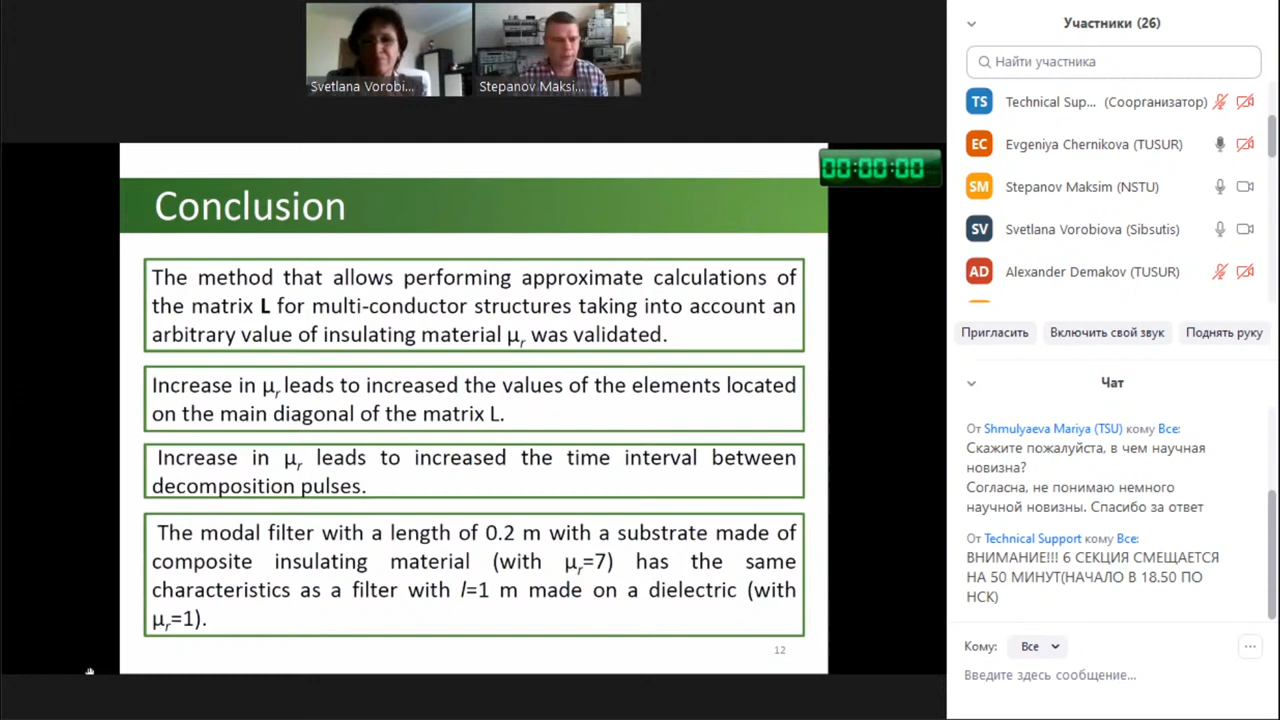 Svetlana Vorobi...
Stepanov Maksi...
00:00:00
Conclusion
The method that allows performing approximate calculations of
the matrix L for multi-conductor structures taking into account an
arbitrary value of insulating material μr was validated.
Increase in μr leads to increased the values of the elements located
on the main diagonal of the matrix L.
Increase in μr leads to increased the time interval between
decomposition pulses.
The modal filter with a length of 0.2 m with a substrate made of
composite insulating material (with μr=7) has the same
characteristics as a filter with l=1 m made on a dielectric (with
μr=1).
12
Участники (26)
Найти участника
TS Technical Sup... (Соорганизатор)
EC Evgeniya Chernikova (TUSUR)
SM Stepanov Maksim (NSTU)
SV Svetlana Vorobiova (Sibsutis)
AD Alexander Demakov (TUSUR)
Пригласить Включить свой звук Поднять руку
Чат
От Shmulyaeva Mariya (TSU) кому Все:
Скажите пожалуйста, в чем научная
новизна?
Согласна, не понимаю немного
научной новизны. Спасибо за ответ
От Technical Support кому Все:
ВНИМАНИЕ!!! 6 СЕКЦИЯ СМЕЩАЕТСЯ
НА 50 МИНУТ(НАЧАЛО В 18.50 ПО
НСК)
Кому: Все
Введите здесь сообщение...